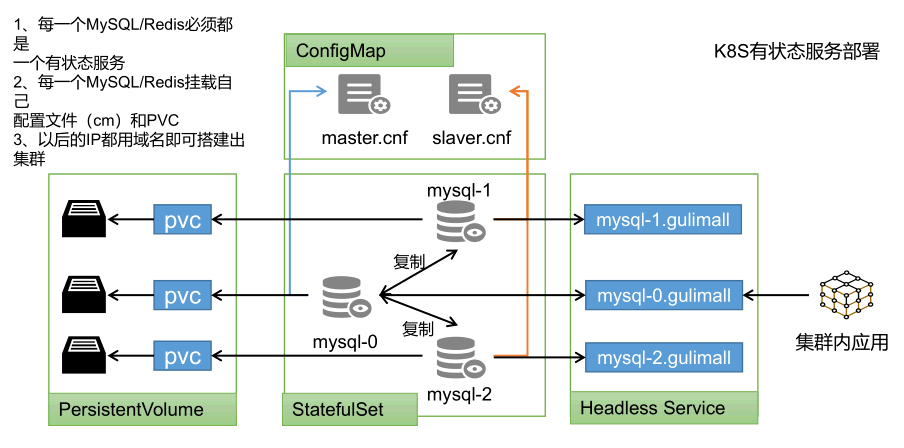 1、每一个MySQL/Redis必须都
是
一个有状态服务
2、每一个MySQL/Redis挂载自
己
配置文件（cm）和PVC
3、以后的IP都用域名即可搭建出
集群
K8S有状态服务部署
ConfigMap
master.cnf
slaver.cnf
mysql-1
pvc
mysql-1.gulimall
复制
pvc
mysql-0.gulimall
mysql-0
复制
集群内应用
pvc
mysql-2.gulimall
mysql-2
PersistentVolume
StatefulSet
Headless Service